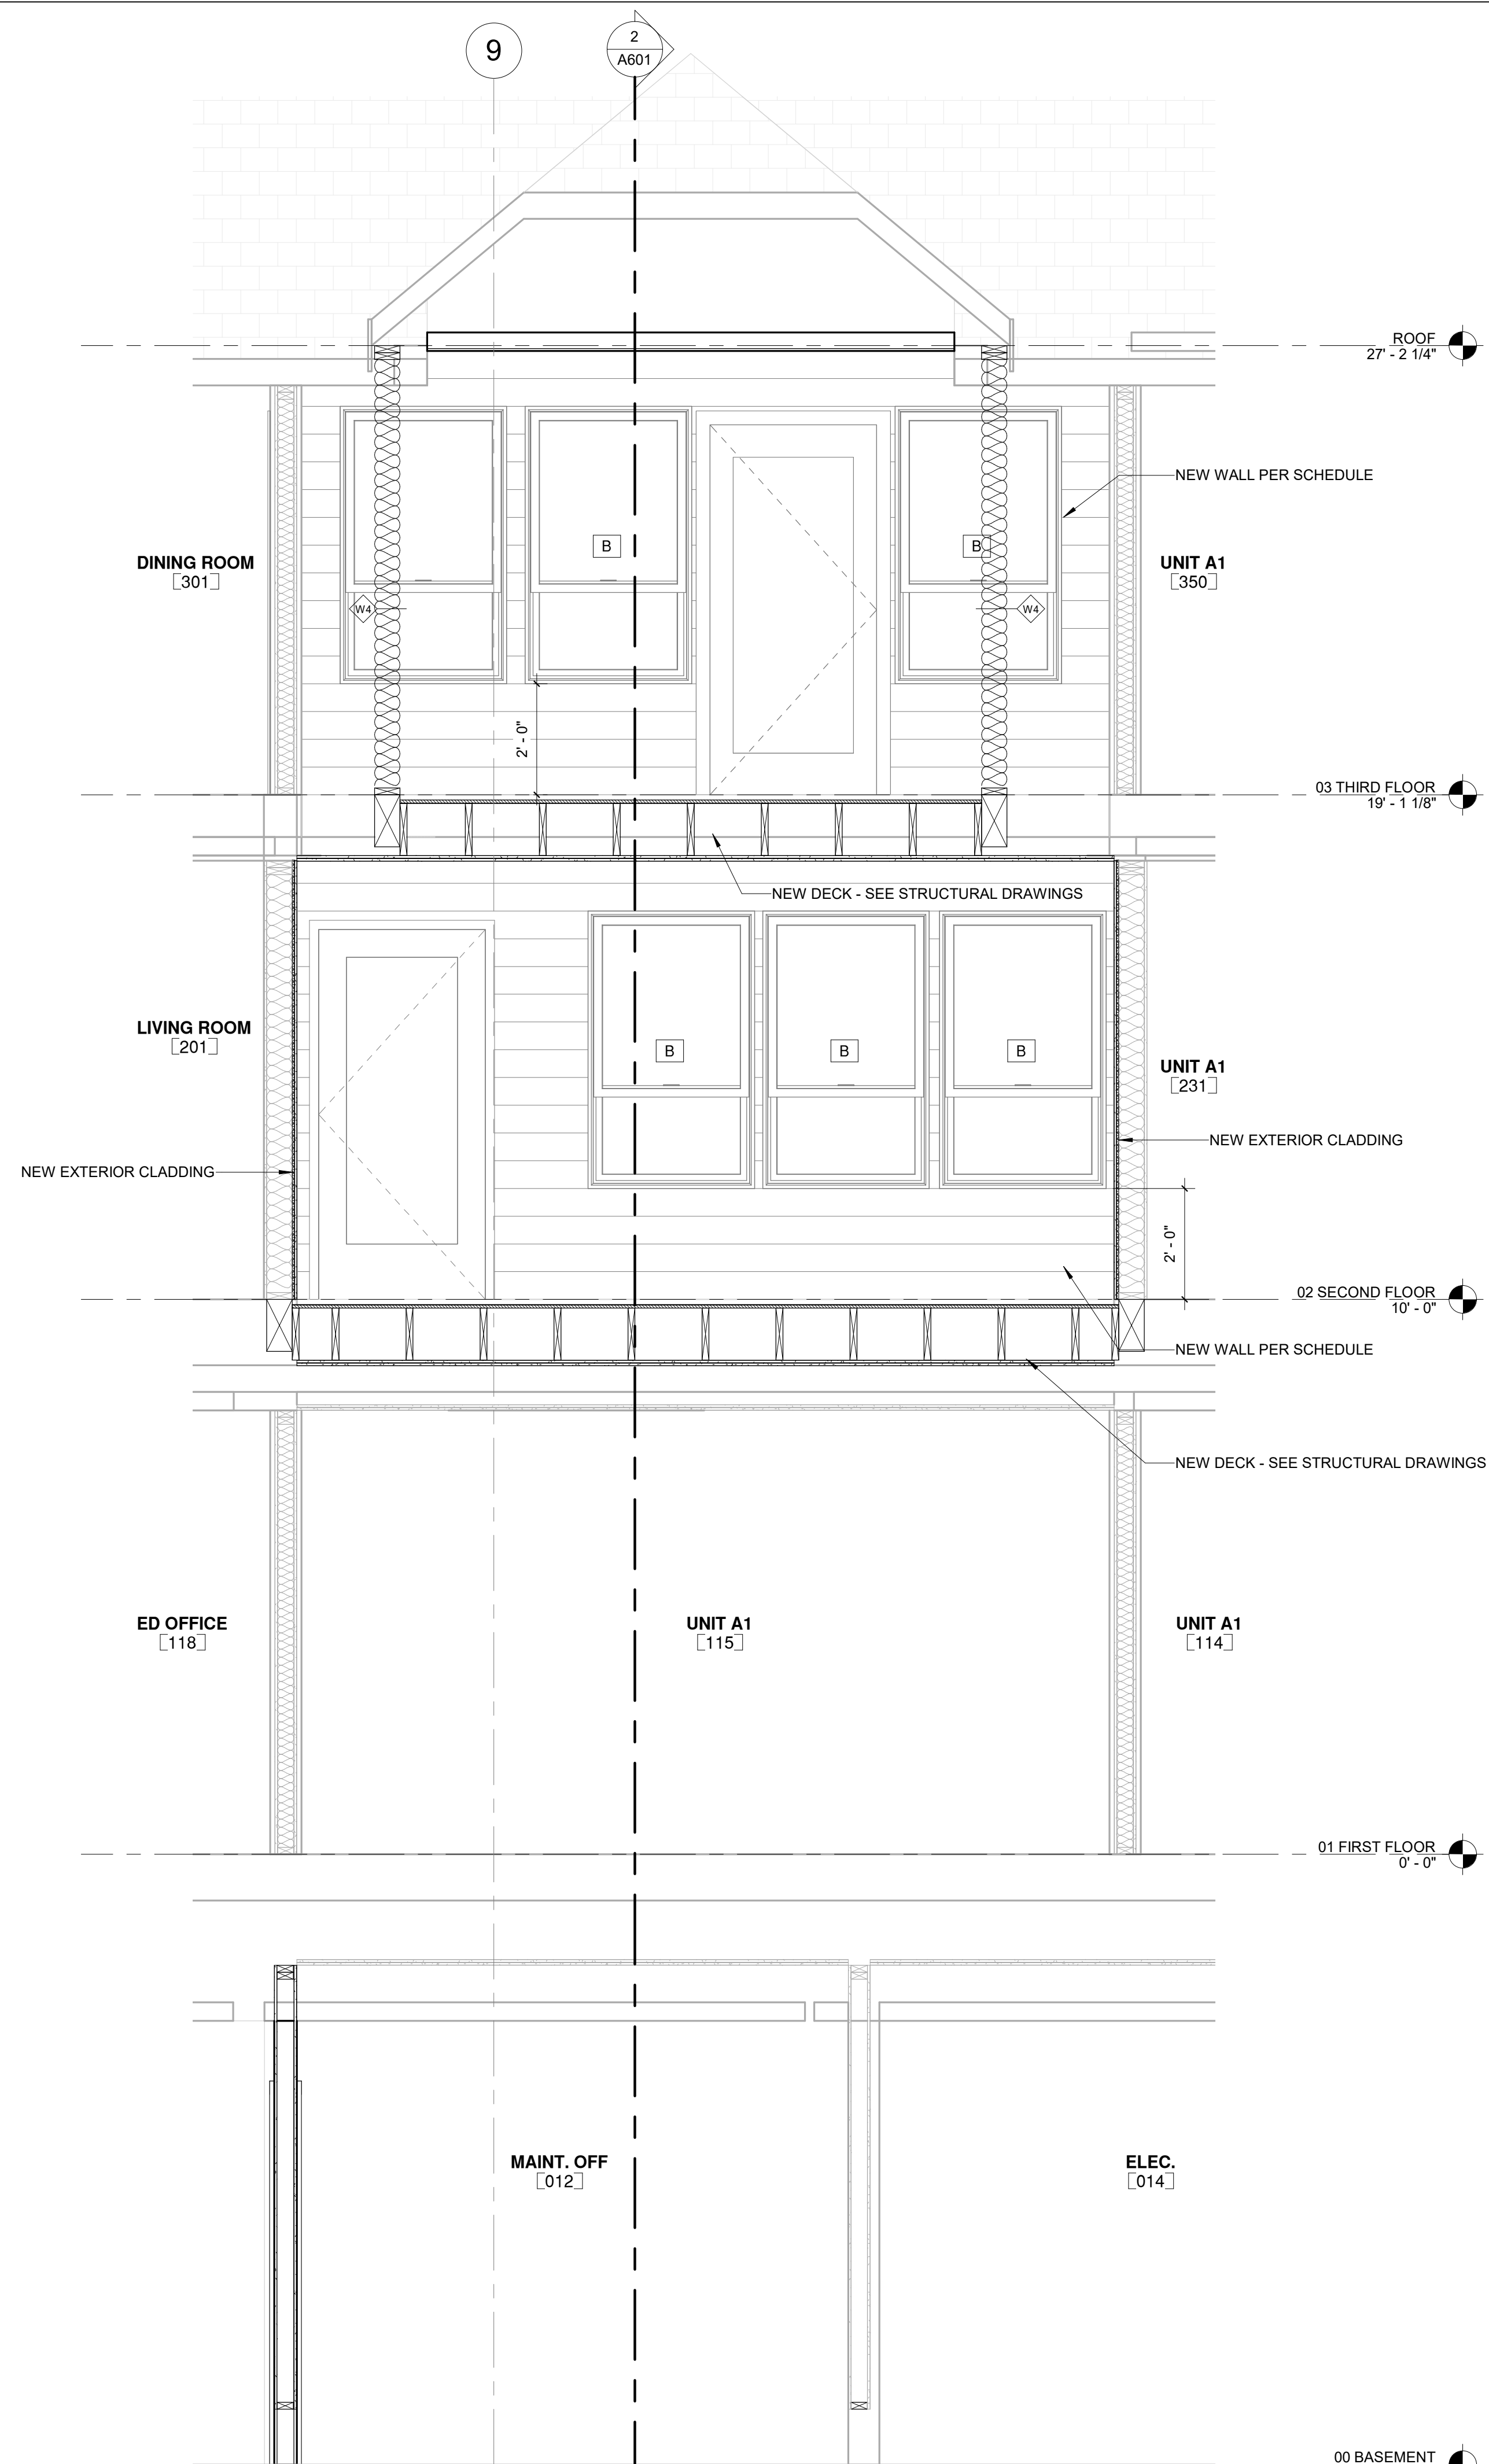 9
2
A601
ROOF
27' - 2 1/4"
NEW WALL PER SCHEDULE
B
B
DINING ROOM
[301]
UNIT A1
[350]
W4
W4
2' - 0"
03 THIRD FLOOR
19' - 1 1/8"
NEW DECK - SEE STRUCTURAL DRAWINGS
LIVING ROOM
[201]
B
B
B
UNIT A1
[231]
NEW EXTERIOR CLADDING
NEW EXTERIOR CLADDING
2' - 0"
02 SECOND FLOOR
10' - 0"
NEW WALL PER SCHEDULE
NEW DECK - SEE STRUCTURAL DRAWINGS
ED OFFICE
[118]
UNIT A1
[115]
UNIT A1
[114]
01 FIRST FLOOR
0' - 0"
MAINT. OFF
[012]
ELEC.
[014]
00 BASEMENT